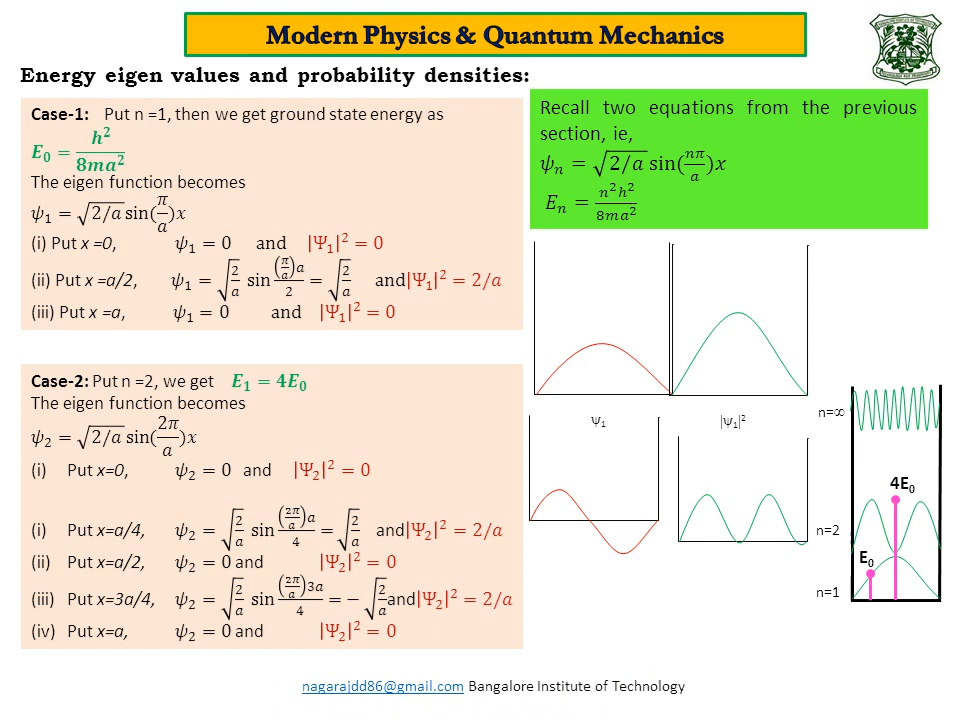 Modern Physics & Quantum Mechanics
Energy eigen values and probability densities:
Case-1: Put n =1, then we get ground state energy as
𝑬₀ = 𝒉²/𝟖𝒎𝒂²
The eigen function becomes
ψ₁ = √(2/a) sin(π/a)x
(i) Put x =0, ψ₁ = 0 and |Ψ₁|² = 0
(ii) Put x =a/2, ψ₁ = √(2/a) sin (π/a)a/2 = √(2/a) and|Ψ₁|² = 2/a
(iii) Put x =a, ψ₁ = 0 and |Ψ₁|² = 0
Case-2: Put n =2, we get E₁ = 4E₀
The eigen function becomes
ψ₂ = √(2/a) sin(2π/a)x
(i) Put x=0, ψ₂ = 0 and |Ψ₂|² = 0
(i) Put x=a/4, ψ₂ = √(2/a) sin (2π/a)a/4 = √(2/a) and|Ψ₂|² = 2/a
(ii) Put x=a/2, ψ₂ = 0 and |Ψ₂|² = 0
(iii) Put x=3a/4, ψ₂ = √(2/a) sin (2π/a)3a/4 = −√(2/a) and|Ψ₂|² = 2/a
(iv) Put x=a, ψ₂ = 0 and |Ψ₂|² = 0
Recall two equations from the previous
section, ie,
ψₙ = √(2/a) sin(nπ/a)x
Eₙ = n²h²/8ma²
ψ₁
|ψ₁|²
n=∞
4E₀
n=2
E₀
n=1
nagarajdd86@gmail.com Bangalore Institute of Technology